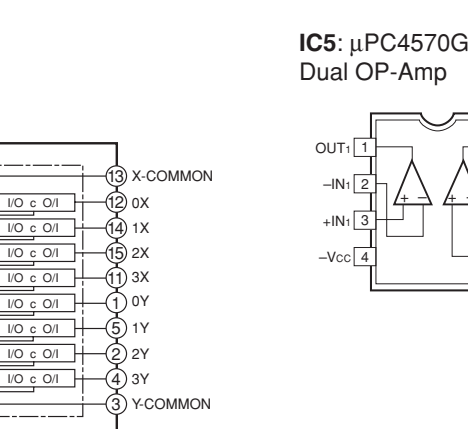 IC5: µPC4570G
Dual OP-Amp
OUT1 1
–IN1 2
+IN1 3
–VCC 4
+ –
+
13 X-COMMON
I/O c O/I 12 0X
I/O c O/I 14 1X
I/O c O/I 15 2X
I/O c O/I 11 3X
I/O c O/I 1 0Y
I/O c O/I 5 1Y
I/O c O/I 2 2Y
I/O c O/I 4 3Y
3 Y-COMMON